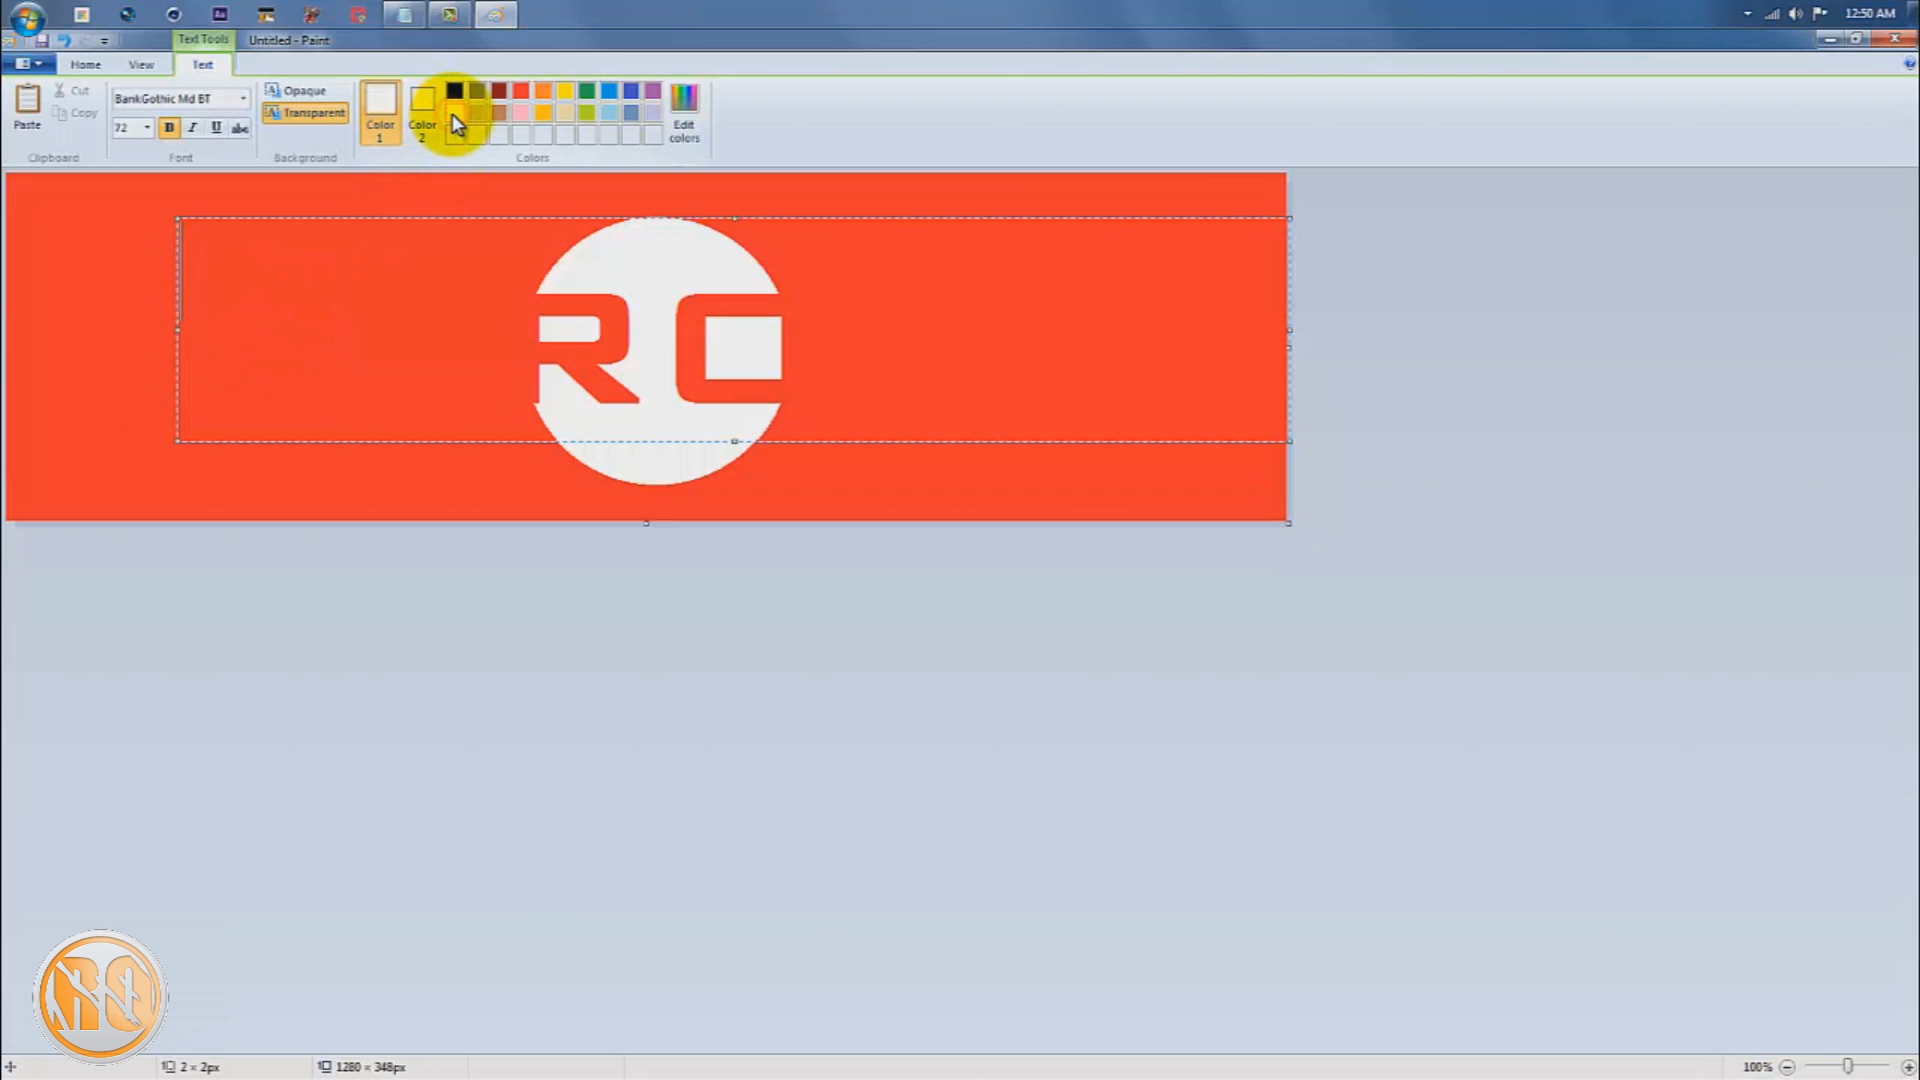 12:50 AM
Text Tools
Untitled - Paint
Home
View
Text
Paste
Cut
Copy
Clipboard
BankGothic Md BT
72
B I U abc
Font
Opaque
Transparent
Background
Color 1
Color 2
Edit colors
Colors
RC
2 × 2px
1280 × 348px
100%